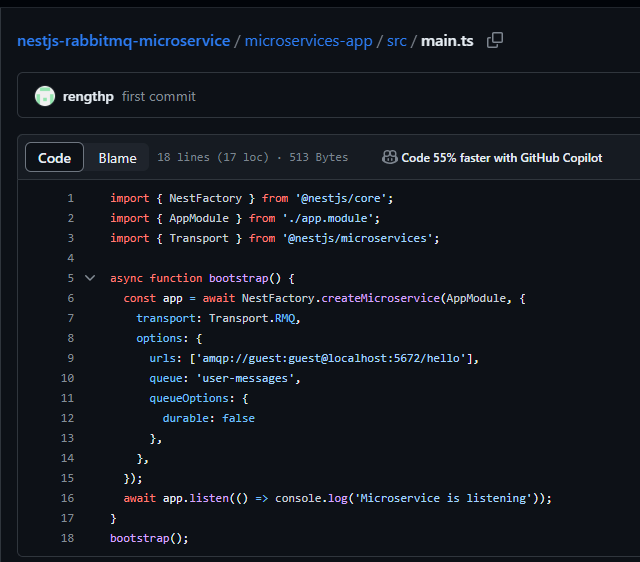 nestjs-rabbitmq-microservice / microservices-app / src / main.ts
rengthp first commit
Code Blame 18 lines (17 loc) · 513 Bytes Code 55% faster with GitHub Copilot
1 import { NestFactory } from '@nestjs/core';
2 import { AppModule } from './app.module';
3 import { Transport } from '@nestjs/microservices';
4
5 async function bootstrap() {
6   const app = await NestFactory.createMicroservice(AppModule, {
7     transport: Transport.RMQ,
8     options: {
9       urls: ['amqp://guest:guest@localhost:5672/hello'],
10       queue: 'user-messages',
11       queueOptions: {
12         durable: false
13       },
14     },
15   });
16   await app.listen(() => console.log('Microservice is listening'));
17 }
18 bootstrap();